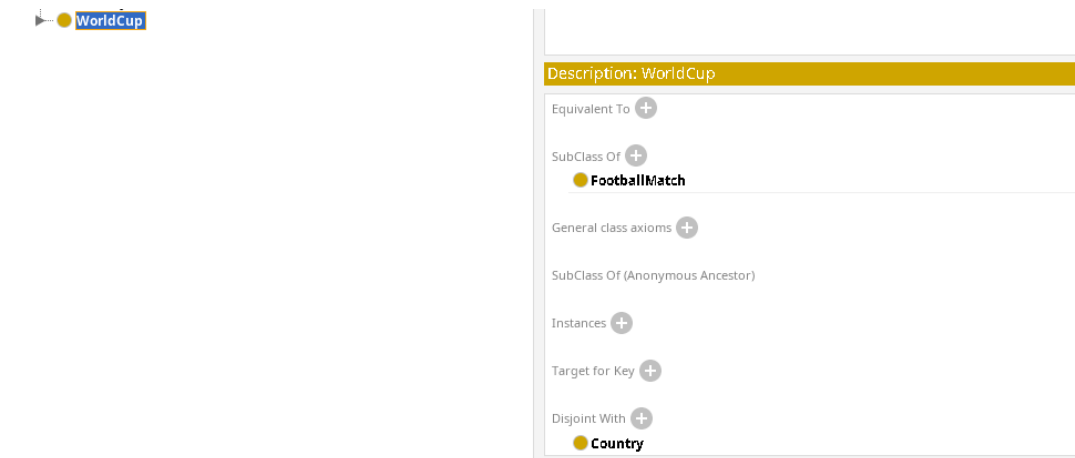 WorldCup
Description: WorldCup
Equivalent To
SubClass Of
FootballMatch
General class axioms
SubClass Of (Anonymous Ancestor)
Instances
Target for Key
Disjoint With
Country